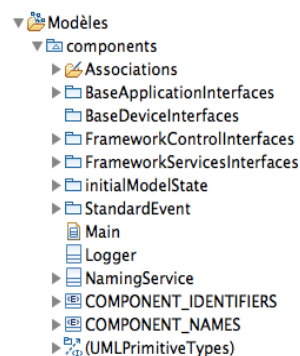 Modèles
components
Associations
BaseApplicationInterfaces
BaseDeviceInterfaces
FrameworkControlInterfaces
FrameworkServicesInterfaces
initialModelState
StandardEvent
Main
Logger
NamingService
COMPONENT_IDENTIFIERS
COMPONENT_NAMES
(UMLPrimitiveTypes)